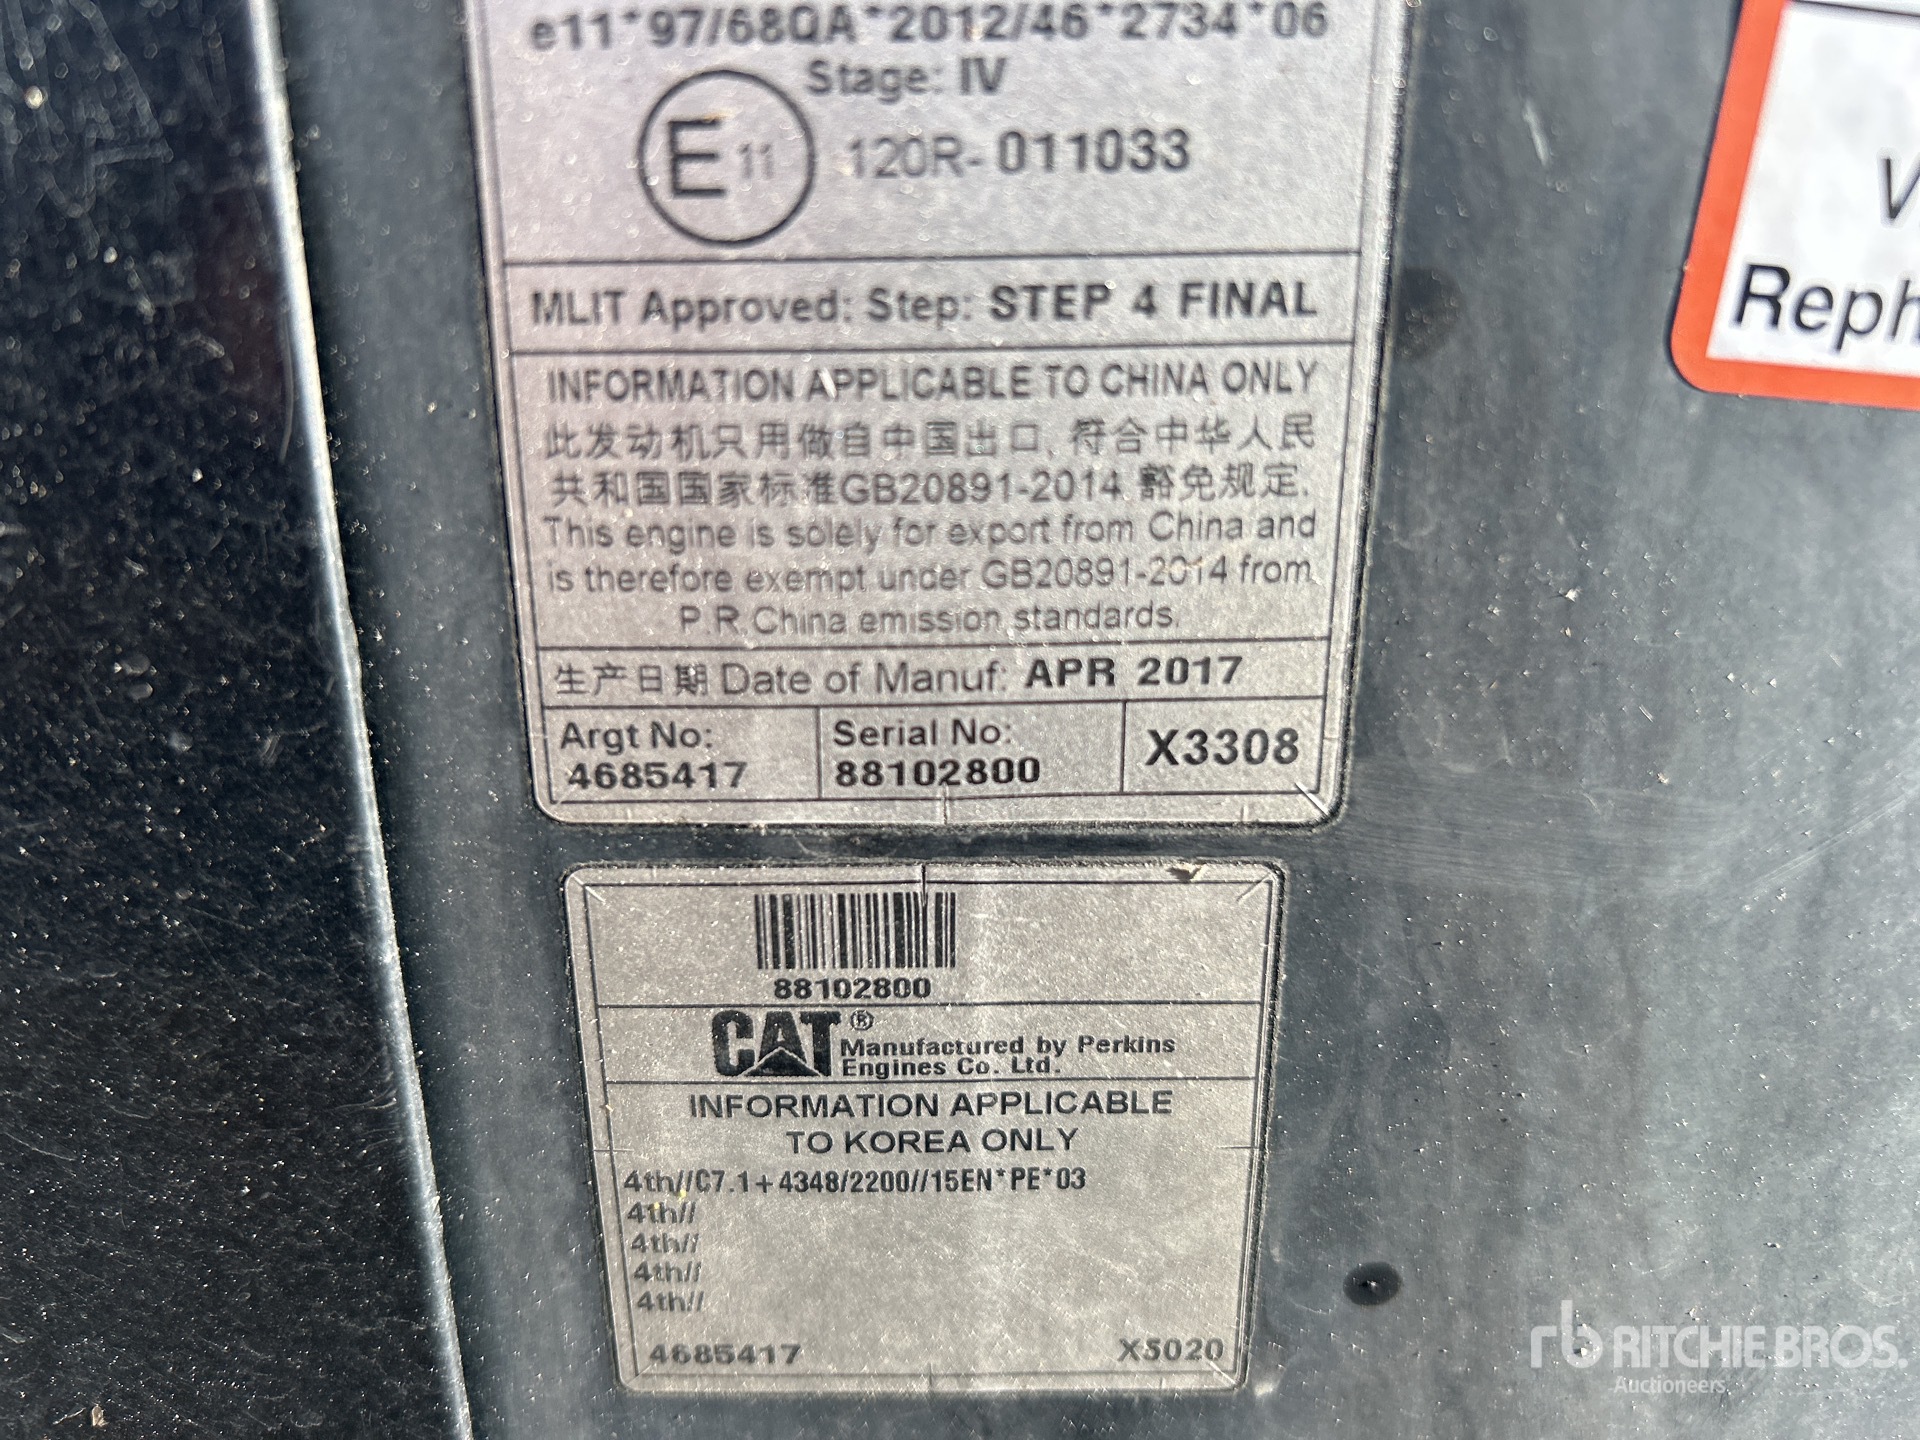 e11*97/68QA*2012/46*2734*06
Stage: IV
E 11 120R- 011033
MLIT Approved: Step: STEP 4 FINAL
INFORMATION APPLICABLE TO CHINA ONLY
此发动机只用做自中国出口, 符合中华人民
共和国国家标准GB20891-2014 豁免规定.
This engine is solely for export from China and
is therefore exempt under GB20891-2014 from
P.R.China emission standards.
生产日期 Date of Manuf: APR 2017
Argt No:
4685417
Serial No:
88102800
X3308
88102800
CAT®
Manufactured by Perkins
Engines Co. Ltd.
INFORMATION APPLICABLE
TO KOREA ONLY
4th//C7.1+4348/2200//15EN*PE*03
4th//
4th//
4th//
4th//
4685417 X5020
Reph
rb RITCHIE BROS.
Auctioneers